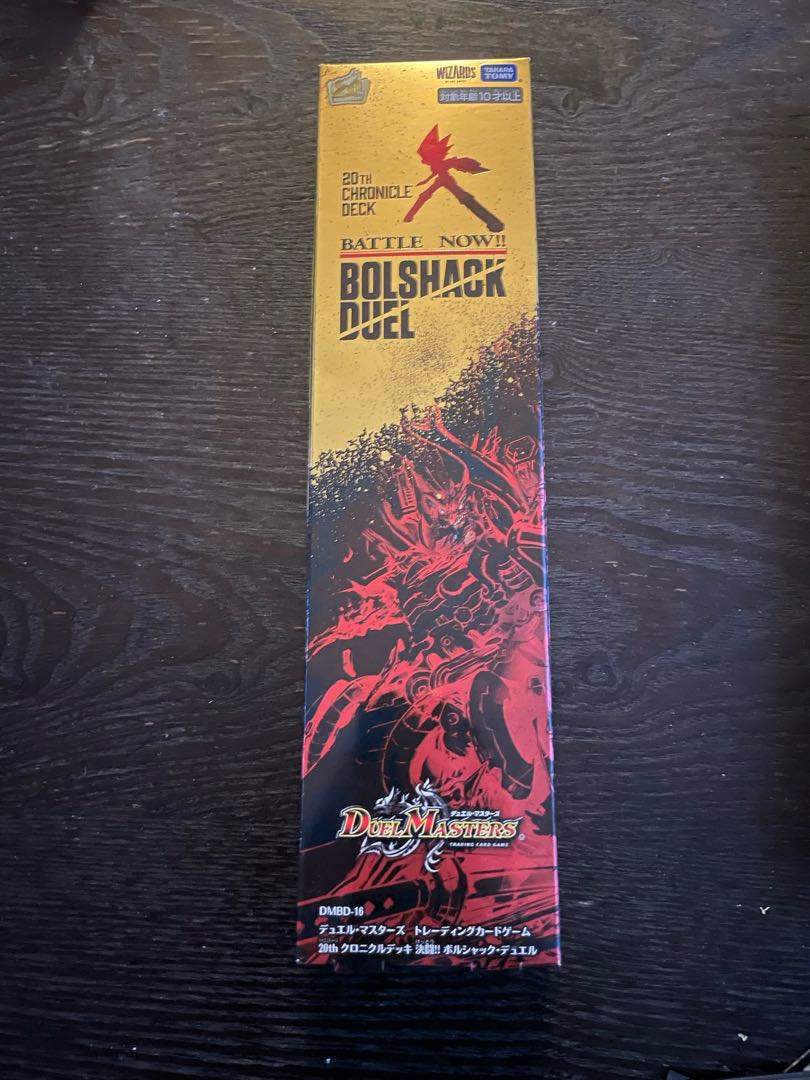 WIZARDS
TAKARA TOMY
対象年齢10才以上
20TH
CHRONICLE
DECK
BATTLE NOW!!
BOLSHACK
DUEL
デュエル・マスターズ
DUEL MASTERS
TRADING CARD GAME
DMBD-16
デュエル・マスターズ トレーディングカードゲーム
20th クロニクルデッキ 決闘!! ボルシャック・デュエル